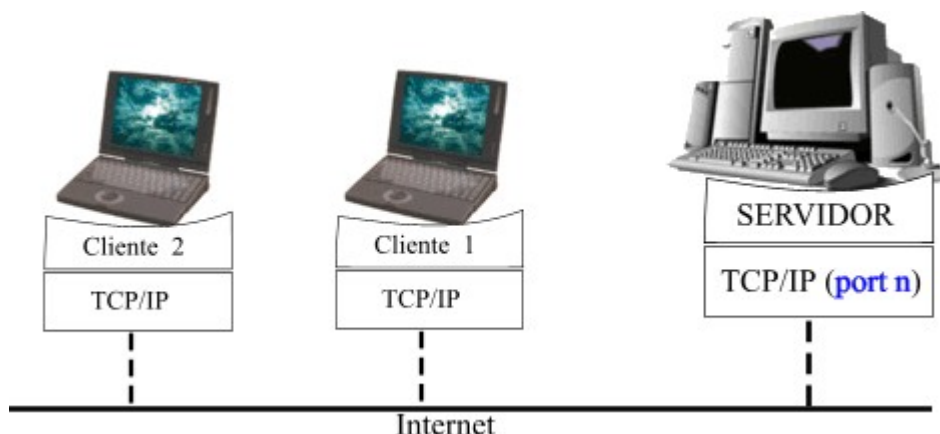 Cliente 2
TCP/IP
Cliente 1
TCP/IP
SERVIDOR
TCP/IP (port n)
Internet